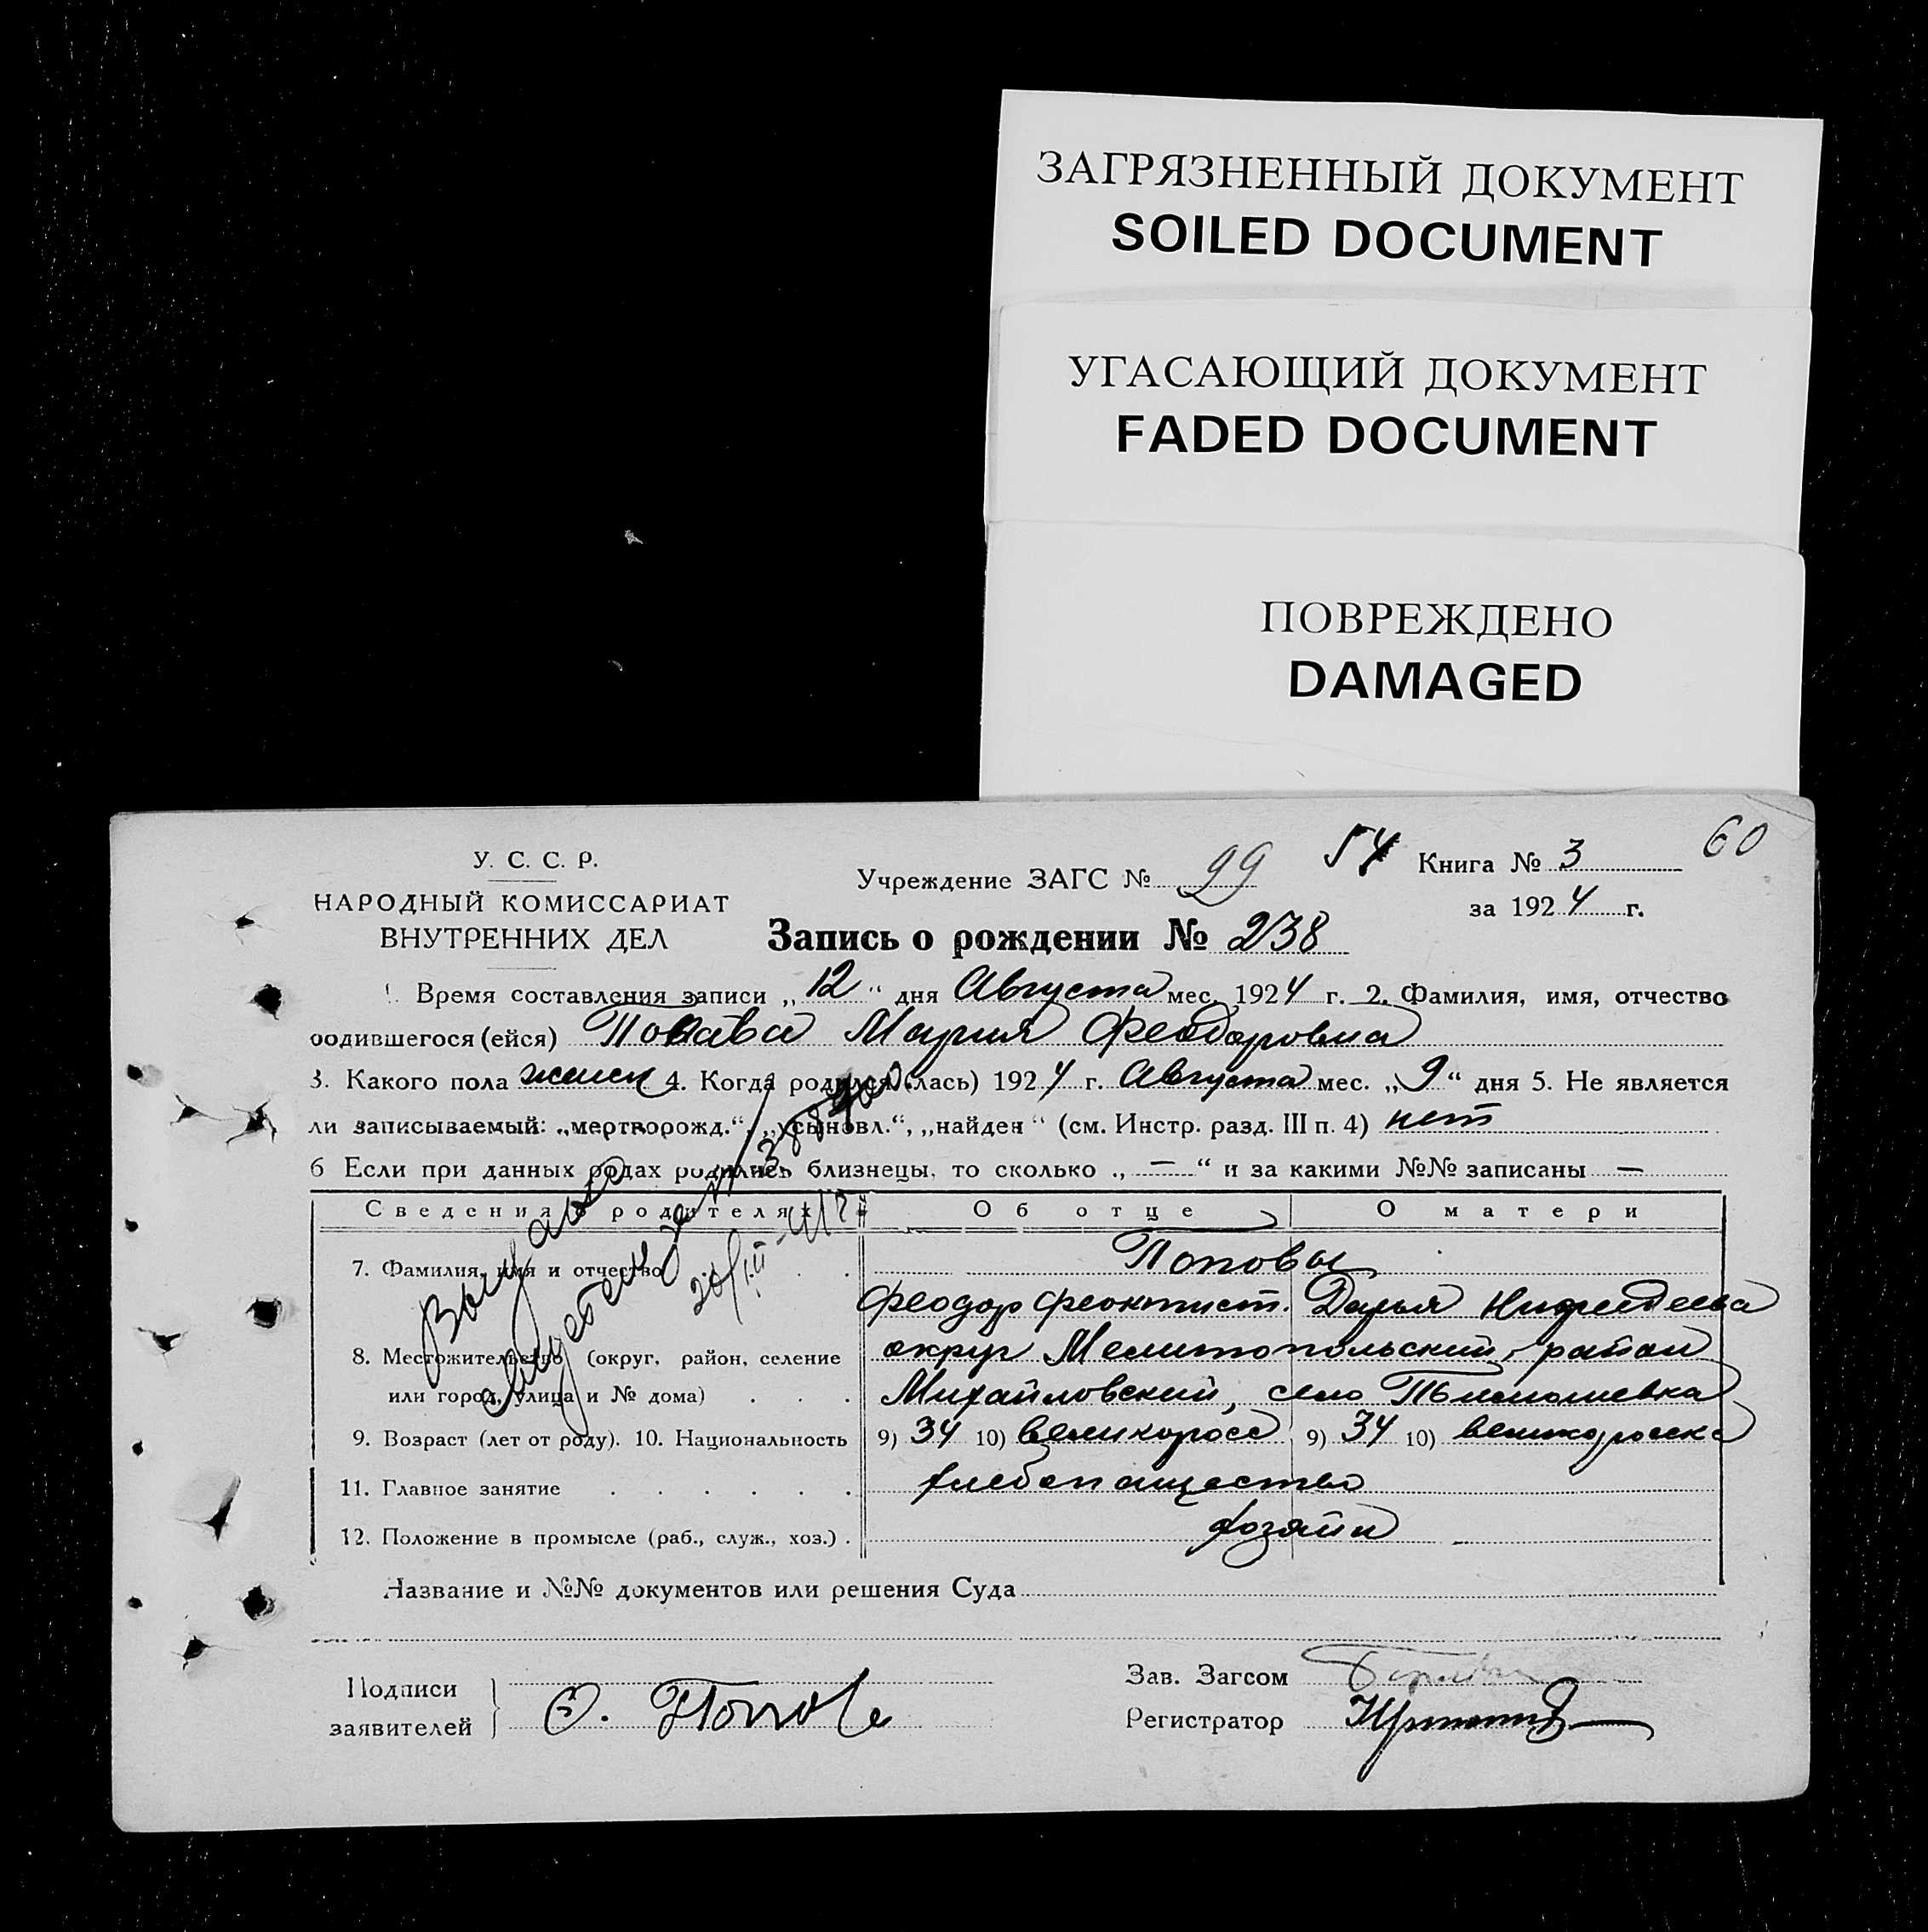 ЗАГРЯЗНЕННЫЙ ДОКУМЕНТ
SOILED DOCUMENT
УГАСАЮЩИЙ ДОКУМЕНТ
FADED DOCUMENT
ПОВРЕЖДЕНО
DAMAGED
60
У. С. С. Р.
НАРОДНЫЙ КОМИССАРИАТ
ВНУТРЕННИХ ДЕЛ
Учреждение ЗАГС № 99 54 Книга № 3
за 1924 г.
Запись о рождении № 238
1. Время составления записи „12“ дня Августа мес. 1924 г. 2. Фамилия, имя, отчество
родившегося (ейся) Попава Мария Феодоровна
3. Какого пола женск 4. Когда родился (лась) 1924 г. Августа мес. „9“ дня 5. Не является
ли записываемый: „мертворожд.“, „усыновл.“, „найден“ (см. Инстр. разд. III п. 4) нет
6 Если при данных родах родились близнецы, то сколько „—“ и за какими №№ записаны —
Сведения о родителях Об отце О матери
7. Фамилия, имя и отчество Поповы
Феодор Феоктист. Дарья
8. Местожительство (округ, район, селение округ Мелитопольский, район
или город, улица и № дома) Михайловский, село Тимошевка
9. Возраст (лет от роду). 10. Национальность 9) 34 10) великоросс 9) 34 10) великоросска
11. Главное занятие хлебопашество
12. Положение в промысле (раб., служ., хоз.) хозяин
Название и №№ документов или решения Суда
Подписи
заявителей Ф. Попов
Зав. Загсом
Регистратор